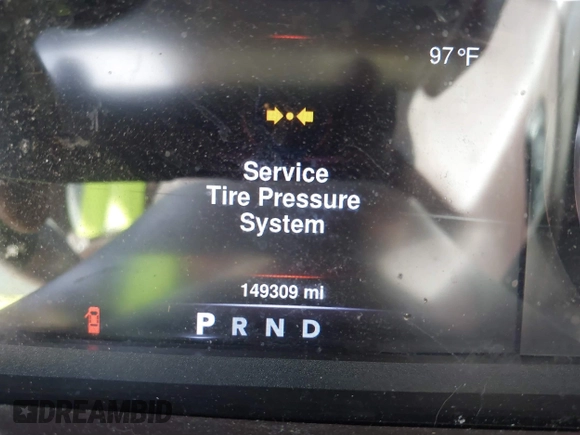 97 °F
Service
Tire Pressure
System
149309 mi
P R N D
DREAMBID